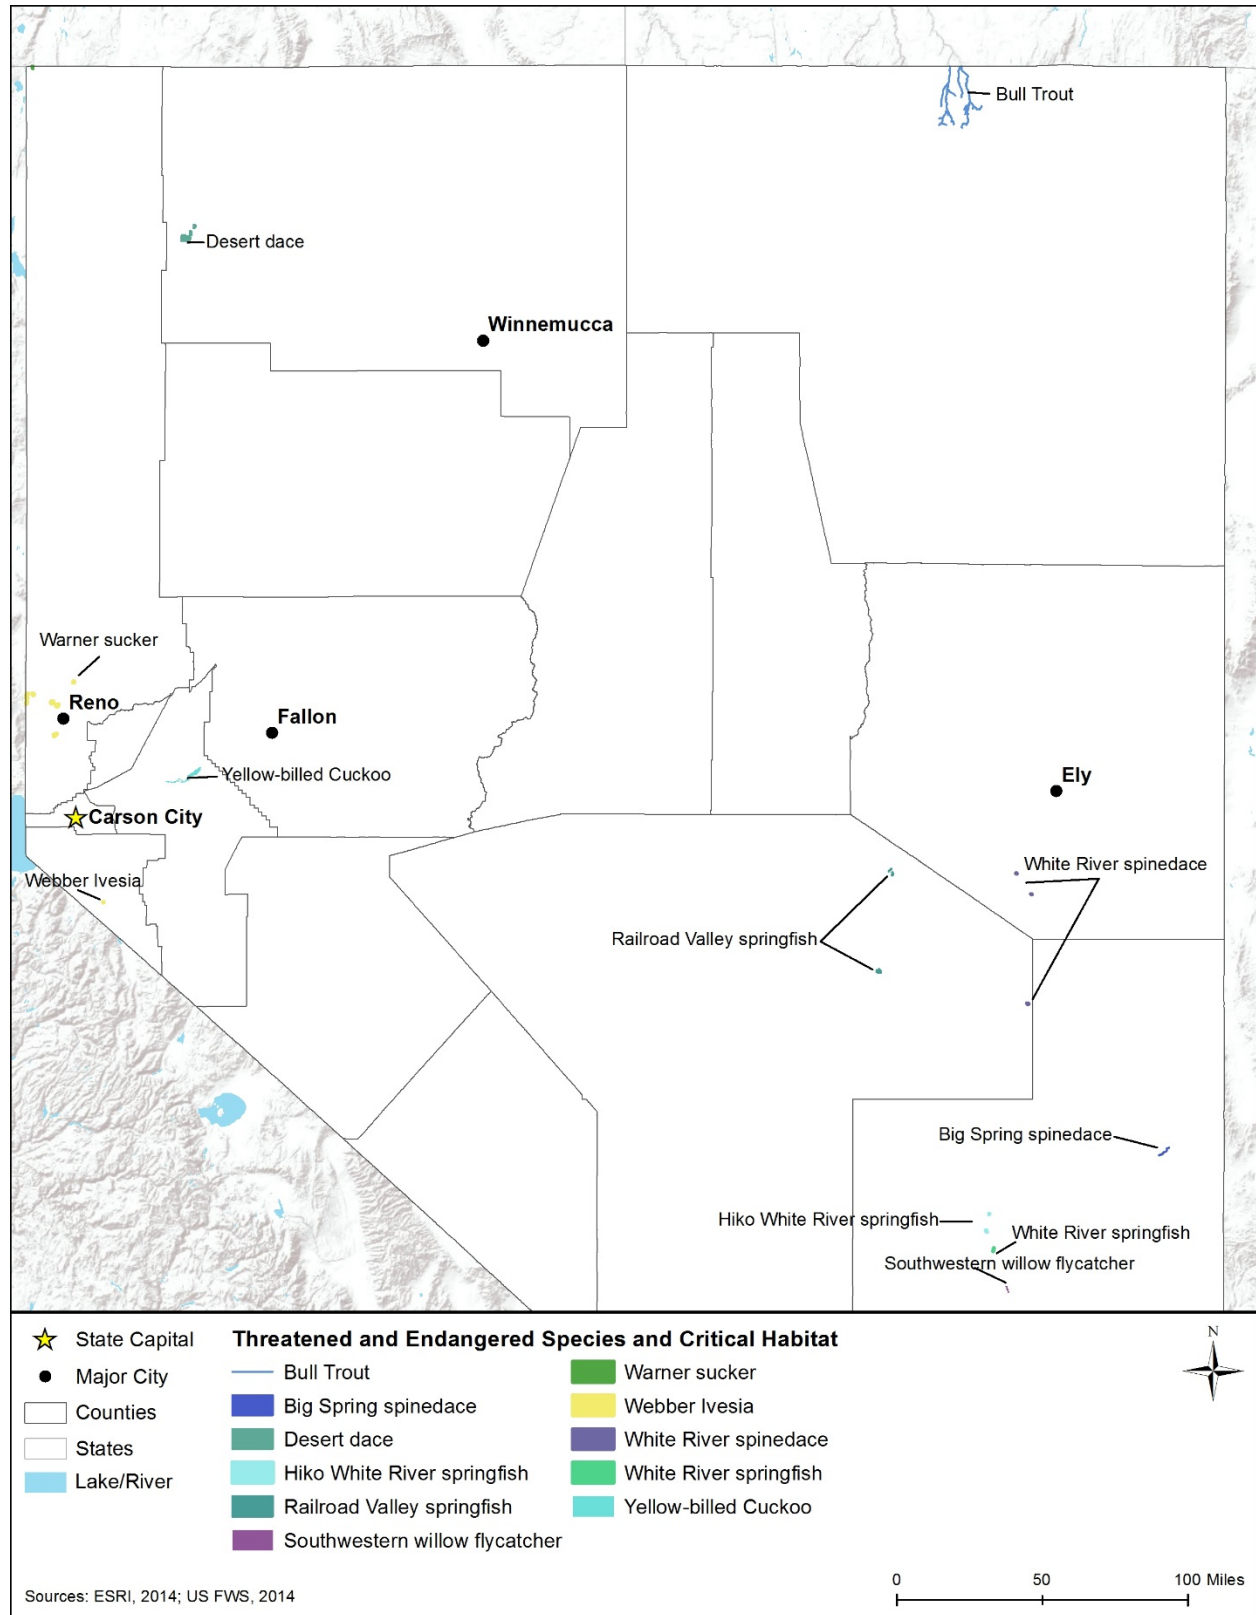 Bull Trout
Desert dace
Winnemucca
Warner sucker
Reno
Fallon
Yellow-billed Cuckoo
Ely
Carson City
White River spinedace
Webber Ivesia
Railroad Valley springfish
Big Spring spinedace
Hiko White River springfish
White River springfish
Southwestern willow flycatcher
State Capital
Major City
Counties
States
Lake/River
Threatened and Endangered Species and Critical Habitat
Bull Trout
Big Spring spinedace
Desert dace
Hiko White River springfish
Railroad Valley springfish
Southwestern willow flycatcher
Warner sucker
Webber Ivesia
White River spinedace
White River springfish
Yellow-billed Cuckoo
N
0 50 100 Miles
Sources: ESRI, 2014; US FWS, 2014